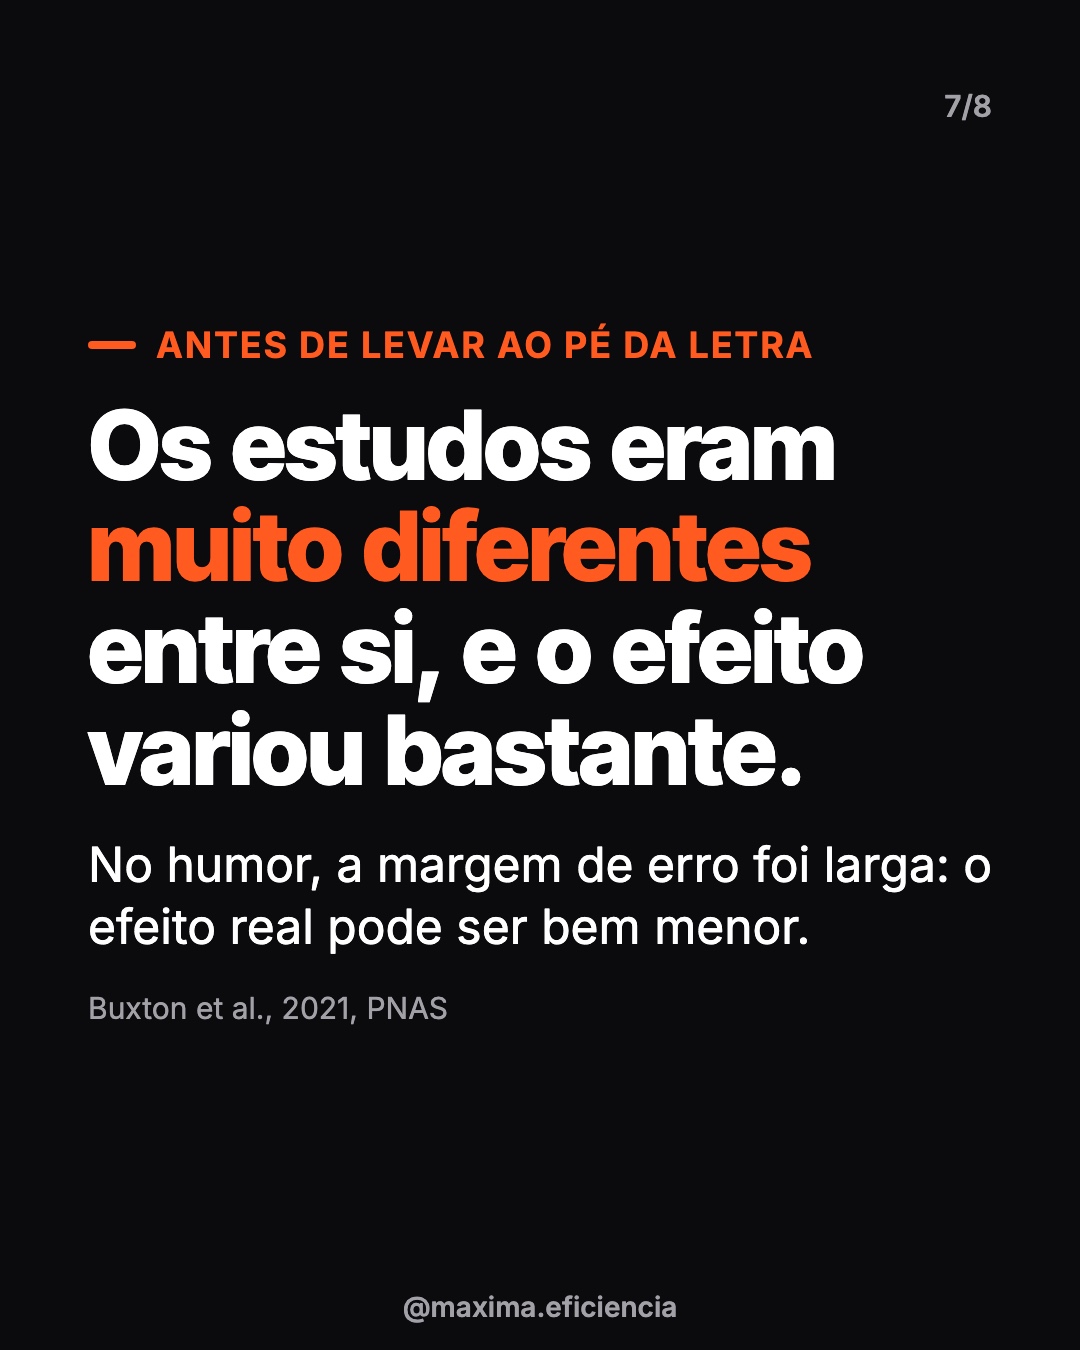 7/8
ANTES DE LEVAR AO PÉ DA LETRA
Os estudos eram
muito diferentes
entre si, e o efeito
variou bastante.
No humor, a margem de erro foi larga: o
efeito real pode ser bem menor.
Buxton et al., 2021, PNAS
@maxima.eficiencia